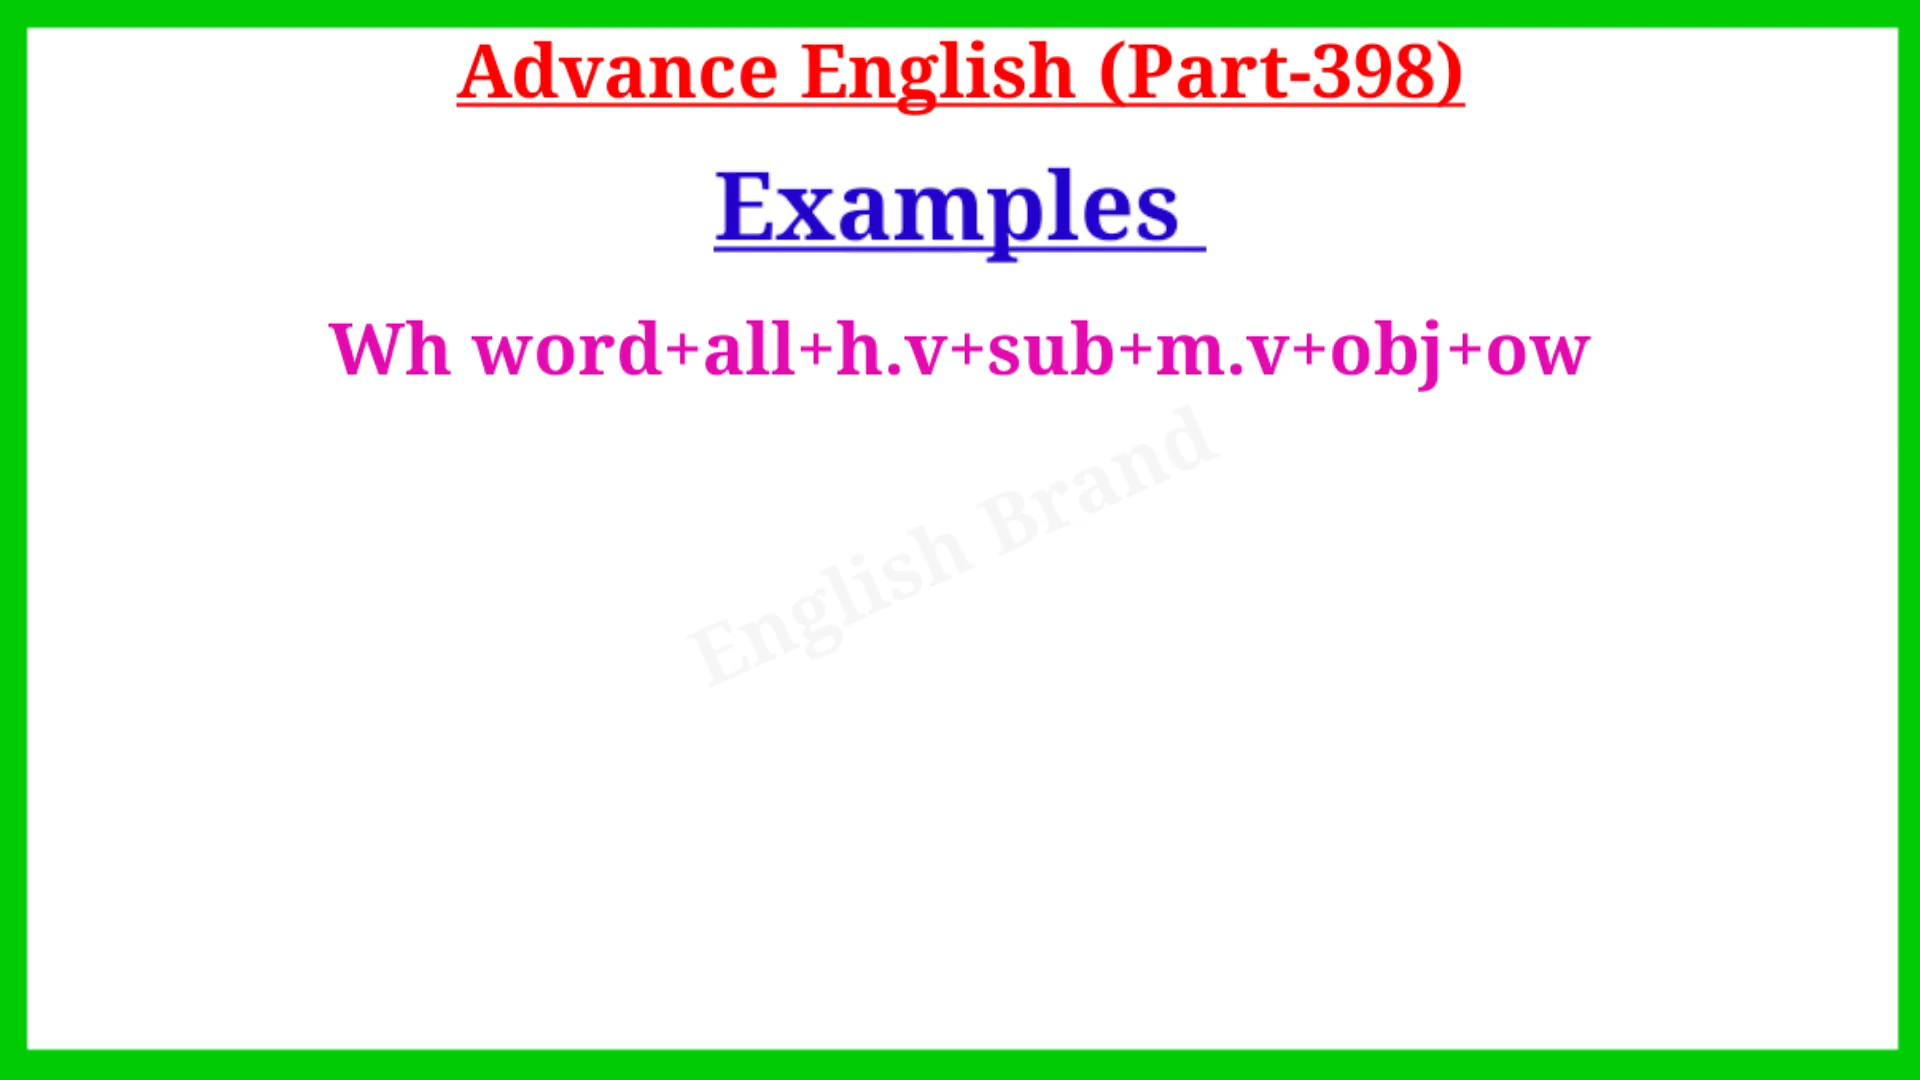 Advance English (Part-398)
Examples
Wh word+all+h.v+sub+m.v+obj+ow
English Brand